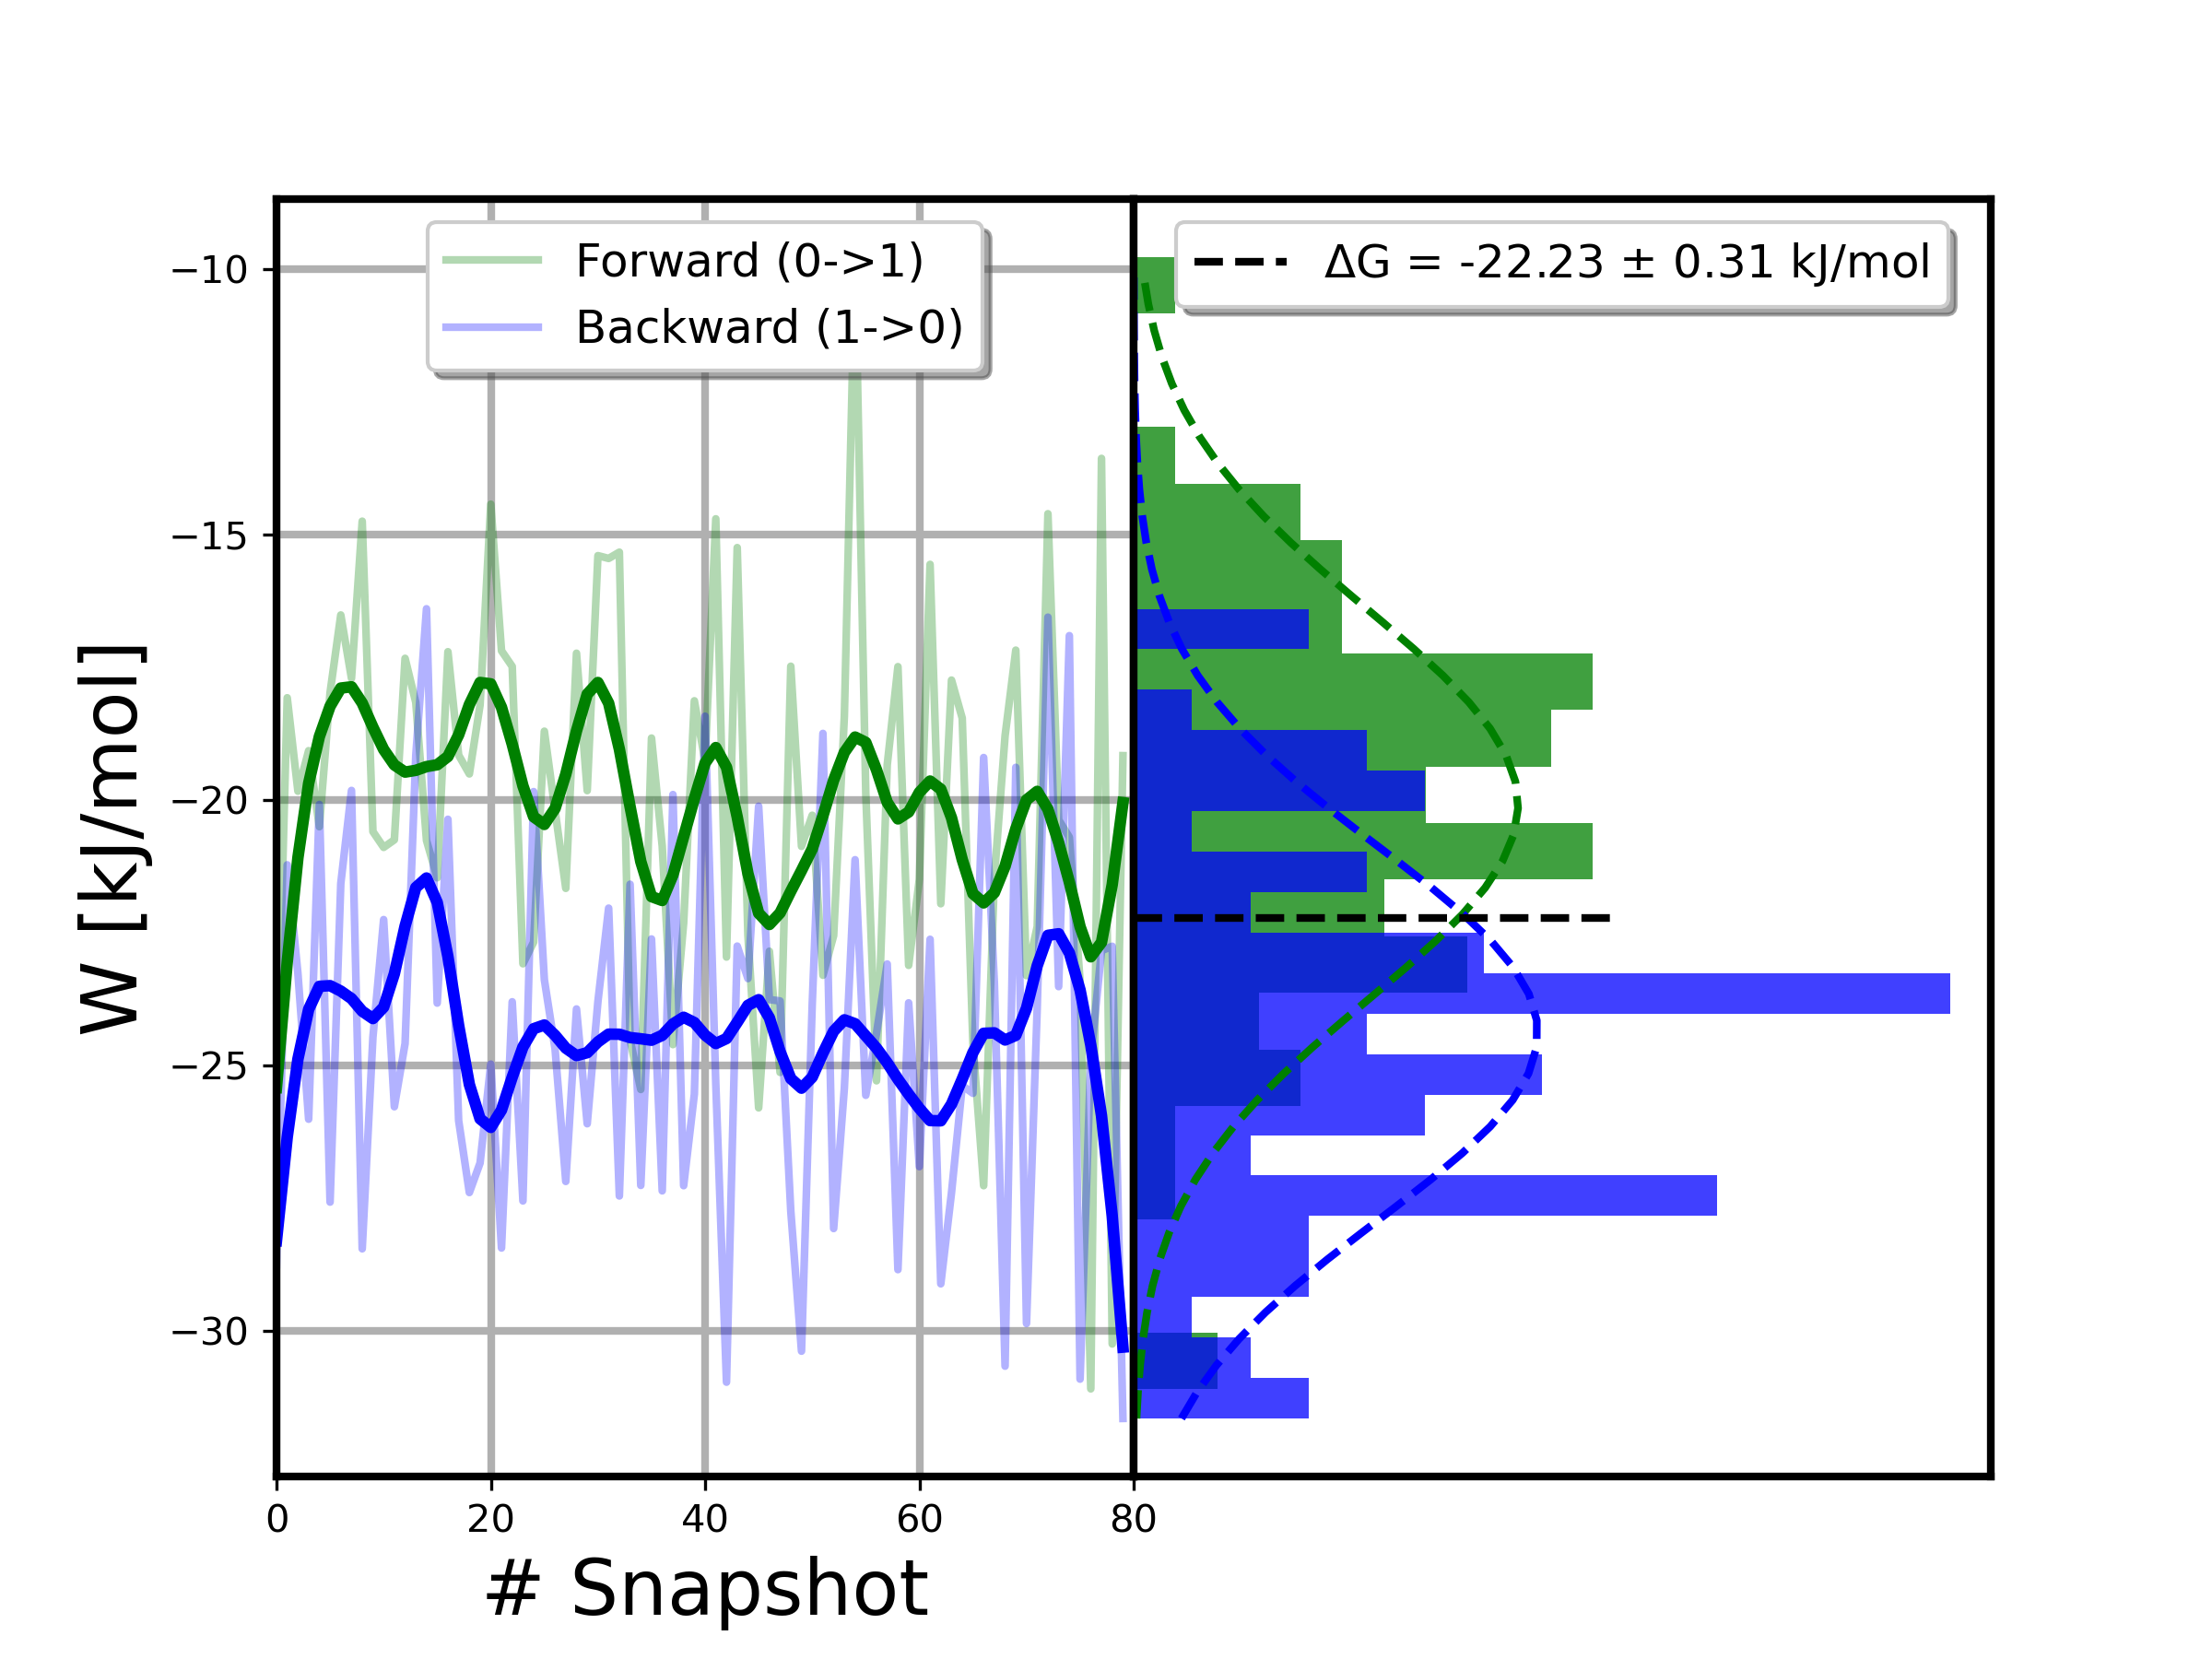 Forward (0->1)
Backward (1->0)
ΔG = -22.23 ± 0.31 kJ/mol
W [kJ/mol]
−10
−15
−20
−25
−30
0 20 40 60 80
# Snapshot